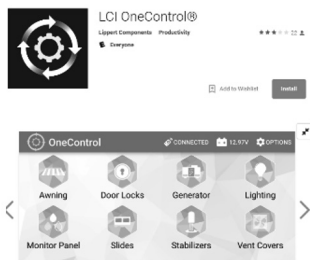 LCI OneControl®
Lippert Components Productivity
Everyone
Add to Wishlist Install
OneControl CONNECTED 12.97V OPTIONS
Awning Door Locks Generator Lighting
Monitor Panel Slides Stabilizers Vent Covers